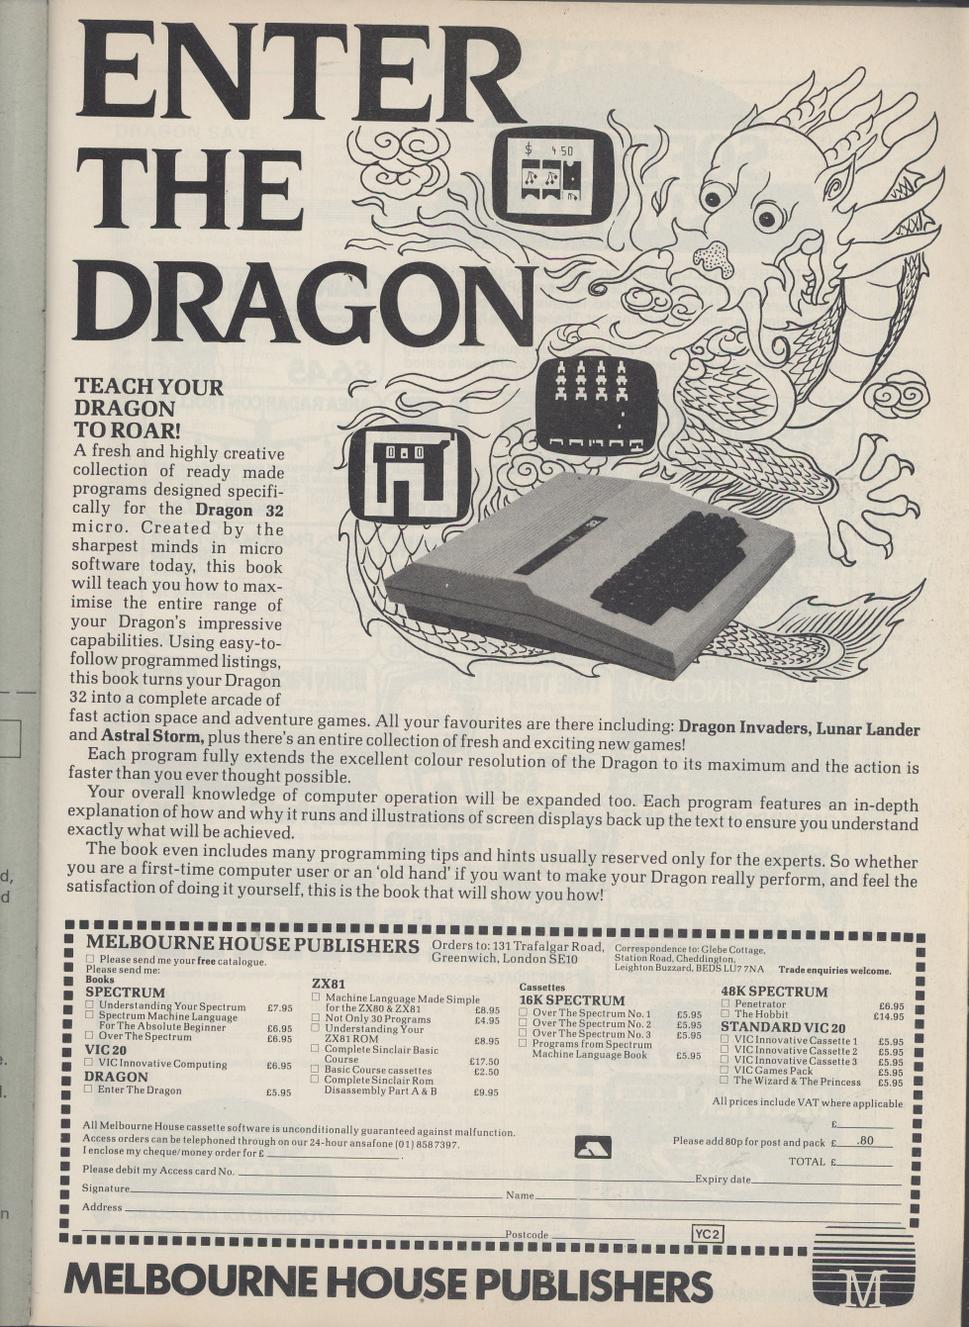 ENTER
THE
DRAGON
$ 4 50
TEACH YOUR
DRAGON
TO ROAR!
A fresh and highly creative
collection of ready made
programs designed specifi-
cally for the Dragon 32
micro. Created by the
sharpest minds in micro
software today, this book
will teach you how to max-
imise the entire range of
your Dragon's impressive
capabilities. Using easy-to-
follow programmed listings,
this book turns your Dragon
32 into a complete arcade of
fast action space and adventure games. All your favourites are there including: Dragon Invaders, Lunar Lander
and Astral Storm, plus there's an entire collection of fresh and exciting new games!
Each program fully extends the excellent colour resolution of the Dragon to its maximum and the action is
faster than you ever thought possible.
Your overall knowledge of computer operation will be expanded too. Each program features an in-depth
explanation of how and why it runs and illustrations of screen displays back up the text to ensure you understand
exactly what will be achieved.
The book even includes many programming tips and hints usually reserved only for the experts. So whether
you are a first-time computer user or an 'old hand' if you want to make your Dragon really perform, and feel the
satisfaction of doing it yourself, this is the book that will show you how!
MELBOURNE HOUSE PUBLISHERS
Orders to: 131 Trafalgar Road,
Greenwich, London SE10
Correspondence to: Glebe Cottage,
Station Road, Cheddington,
Leighton Buzzard, BEDS LU7 7NA Trade enquiries welcome.
Please send me your free catalogue.
Please send me:
Books
SPECTRUM
Understanding Your Spectrum £7.95
Spectrum Machine Language
For The Absolute Beginner £6.95
Over The Spectrum £6.95
VIC 20
VIC Innovative Computing £6.95
DRAGON
Enter The Dragon £5.95
ZX81
Machine Language Made Simple
for the ZX80 & ZX81 £8.95
Not Only 30 Programs £4.95
Understanding Your
ZX81 ROM £8.95
Complete Sinclair Basic
Course £17.50
Basic Course cassettes £2.50
Complete Sinclair Rom
Disassembly Part A & B £9.95
Cassettes
16K SPECTRUM
Over The Spectrum No. 1 £5.95
Over The Spectrum No. 2 £5.95
Over The Spectrum No. 3 £5.95
Programs from Spectrum
Machine Language Book £5.95
48K SPECTRUM
Penetrator £6.95
The Hobbit £14.95
STANDARD VIC 20
VIC Innovative Cassette 1 £5.95
VIC Innovative Cassette 2 £5.95
VIC Innovative Cassette 3 £5.95
VIC Games Pack £5.95
The Wizard & The Princess £5.95
All prices include VAT where applicable
£
Please add 80p for post and pack £ .80
TOTAL £
All Melbourne House cassette software is unconditionally guaranteed against malfunction.
Access orders can be telephoned through on our 24-hour ansafone (01) 8587397.
I enclose my cheque/money order for £
Please debit my Access card No. Expiry date
Signature Name
Address
Postcode YC2
MELBOURNE HOUSE PUBLISHERS
M